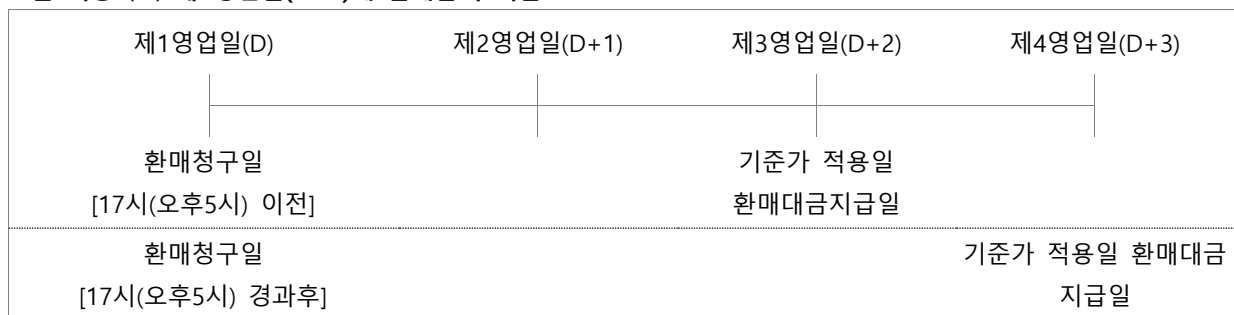 제1영업일(D) 제2영업일(D+1) 제3영업일(D+2) 제4영업일(D+3)
환매청구일 기준가 적용일
[17시(오후5시) 이전] 환매대금지급일
환매청구일 기준가 적용일 환매대금
[17시(오후5시) 경과후] 지급일